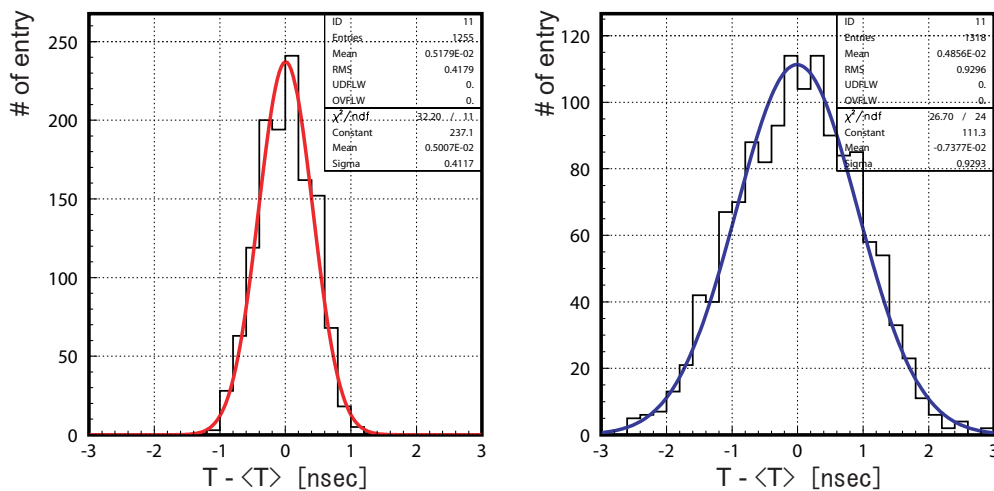 # of entry
250
200
150
100
50
0
-3 -2 -1 0 1 2 3
T - <T> [nsec]
ID 11
Entries 1255
Mean 0.5179E-02
RMS 0.4179
UDFLW 0.
OVFLW 0.
χ²/ndf 32.20 / 11
Constant 237.1
Mean 0.5007E-02
Sigma 0.4117
# of entry
120
100
80
60
40
20
0
-3 -2 -1 0 1 2 3
T - <T> [nsec]
ID 11
Entries 1318
Mean 0.4856E-02
RMS 0.9296
UDFLW 0.
OVFLW 0.
χ²/ndf 26.70 / 24
Constant 111.3
Mean -0.7377E-02
Sigma 0.9293